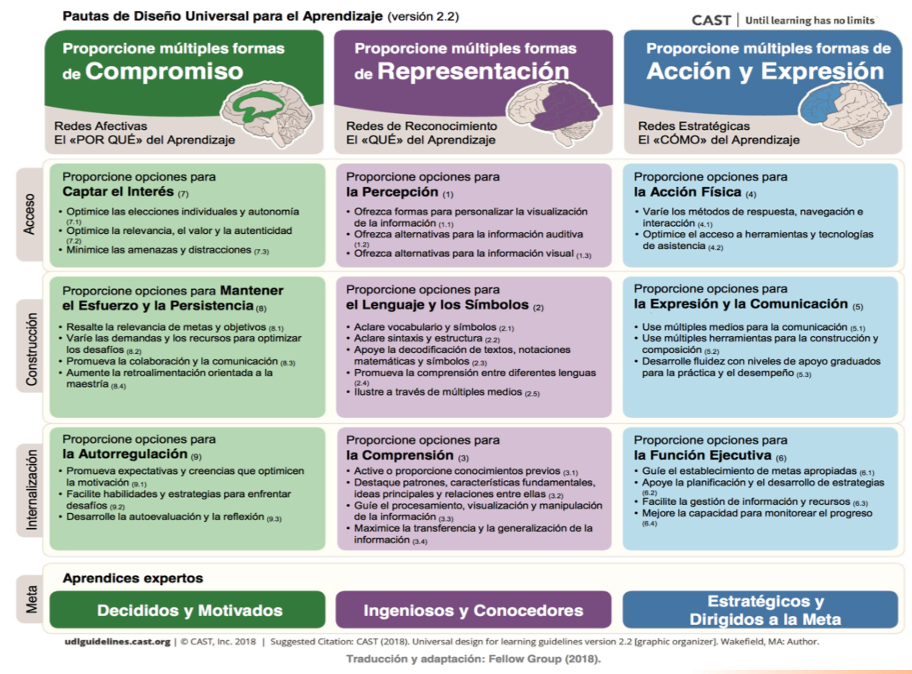 Pautas de Diseño Universal para el Aprendizaje (versión 2.2)
CAST | Until learning has no limits
Proporcione múltiples formas
de Compromiso
Redes Afectivas
El «POR QUÉ» del Aprendizaje
Proporcione múltiples formas
de Representación
Redes de Reconocimiento
El «QUÉ» del Aprendizaje
Proporcione múltiples formas de
Acción y Expresión
Redes Estratégicas
El «CÓMO» del Aprendizaje
Acceso
Proporcione opciones para
Captar el Interés (7)
• Optimice las elecciones individuales y autonomía
(7.1)
• Optimice la relevancia, el valor y la autenticidad
(7.2)
• Minimice las amenazas y distracciones (7.3)
Proporcione opciones para
la Percepción (1)
• Ofrezca formas para personalizar la visualización
de la información (1.1)
• Ofrezca alternativas para la información auditiva
(1.2)
• Ofrezca alternativas para la información visual (1.3)
Proporcione opciones para
la Acción Física (4)
• Varíe los métodos de respuesta, navegación e
interacción (4.1)
• Optimice el acceso a herramientas y tecnologías
de asistencia (4.2)
Construcción
Proporcione opciones para Mantener
el Esfuerzo y la Persistencia (8)
• Resalte la relevancia de metas y objetivos (8.1)
• Varíe las demandas y los recursos para optimizar
los desafíos (8.2)
• Promueva la colaboración y la comunicación (8.3)
• Aumente la retroalimentación orientada a la
maestría (8.4)
Proporcione opciones para
el Lenguaje y los Símbolos (2)
• Aclare vocabulario y símbolos (2.1)
• Aclare sintaxis y estructura (2.2)
• Apoye la decodificación de textos, notaciones
matemáticas y símbolos (2.3)
• Promueva la comprensión entre diferentes lenguas
(2.4)
• Ilustre a través de múltiples medios (2.5)
Proporcione opciones para
la Expresión y la Comunicación (5)
• Use múltiples medios para la comunicación (5.1)
• Use múltiples herramientas para la construcción y
composición (5.2)
• Desarrolle fluidez con niveles de apoyo graduados
para la práctica y el desempeño (5.3)
Internalización
Proporcione opciones para
la Autorregulación (9)
• Promueva expectativas y creencias que optimicen
la motivación (9.1)
• Facilite habilidades y estrategias para enfrentar
desafíos (9.2)
• Desarrolle la autoevaluación y la reflexión (9.3)
Proporcione opciones para
la Comprensión (3)
• Active o proporcione conocimientos previos (3.1)
• Destaque patrones, características fundamentales,
ideas principales y relaciones entre ellas (3.2)
• Guíe el procesamiento, visualización y manipulación
de la información (3.3)
• Maximice la transferencia y la generalización de la
información (3.4)
Proporcione opciones para
la Función Ejecutiva (6)
• Guíe el establecimiento de metas apropiadas (6.1)
• Apoye la planificación y el desarrollo de estrategias
(6.2)
• Facilite la gestión de información y recursos (6.3)
• Mejore la capacidad para monitorear el progreso
(6.4)
Meta
Aprendices expertos
Decididos y Motivados
Ingeniosos y Conocedores
Estratégicos y
Dirigidos a la Meta
udlguidelines.cast.org | © CAST, Inc. 2018 | Suggested Citation: CAST (2018). Universal design for learning guidelines version 2.2 [graphic organizer]. Wakefield, MA: Author.
Traducción y adaptación: Fellow Group (2018).